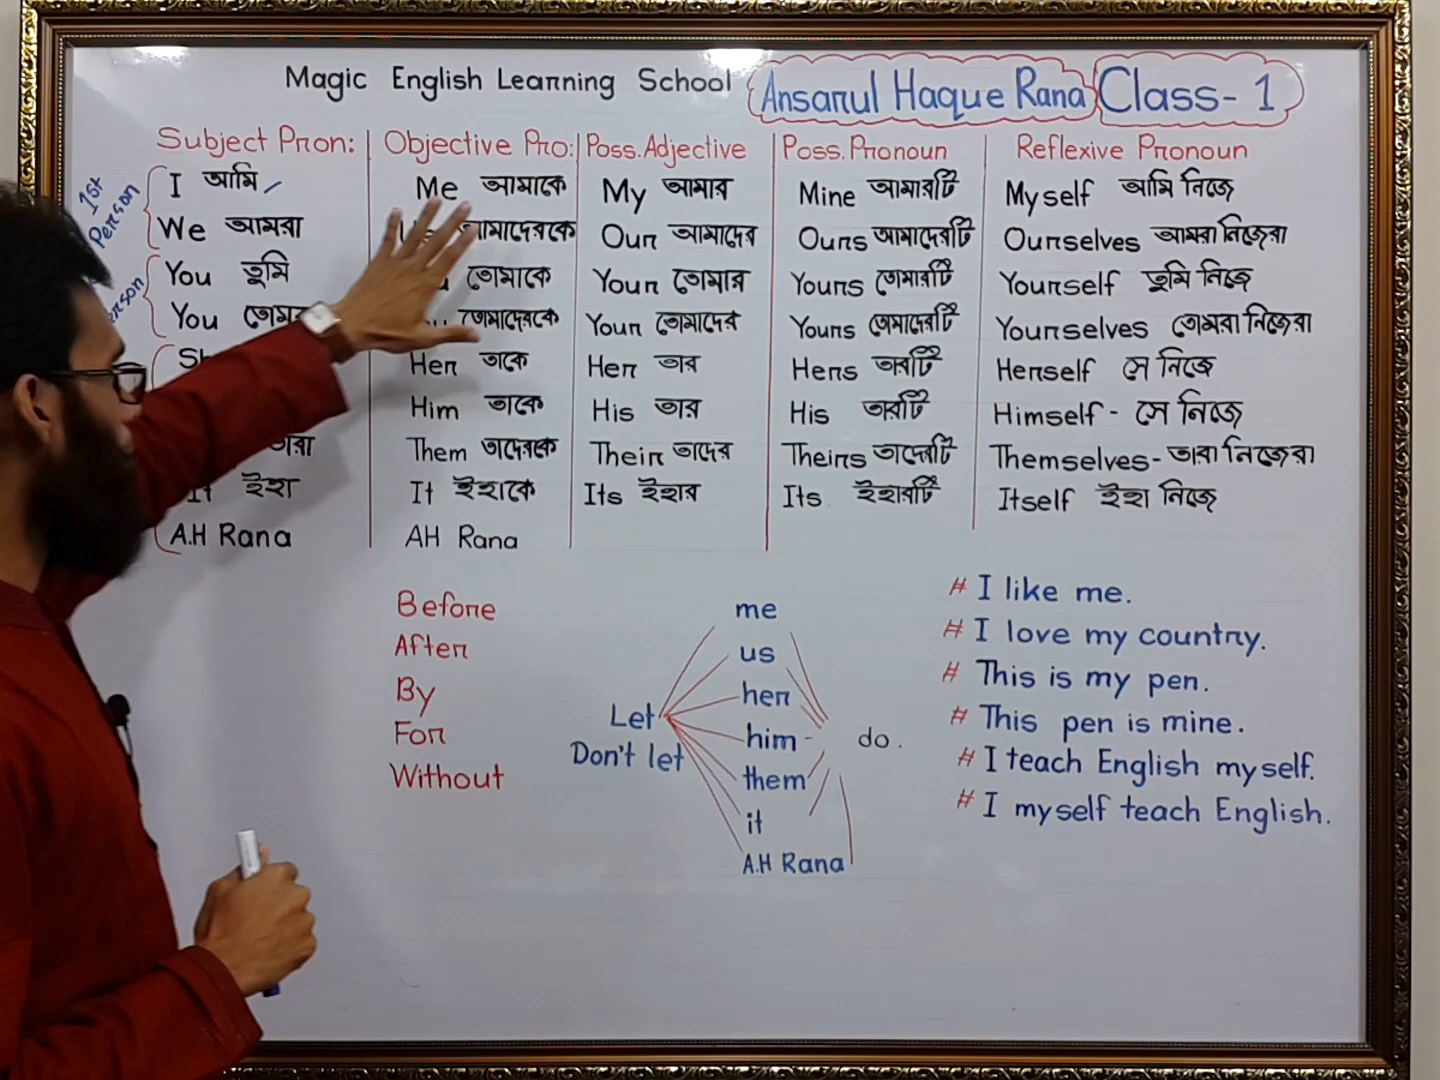 Magic English Learning School Ansarul Haque Rana Class-1
Subject Pron: Objective Pro: Poss.Adjective Poss.Pronoun Reflexive Pronoun
1st Person
I আমি Me আমাকে My আমার Mine আমারটি Myself আমি নিজে
We আমরা আমাদেরকে Our আমাদের Ours আমাদেরটি Ourselves আমরা নিজেরা
You তুমি তোমাকে Your তোমার Yours তোমারটি Yourself তুমি নিজে
You তোমাদেরকে Your তোমাদের Yours তোমাদেরটি Yourselves তোমরা নিজেরা
Her তাকে Her তার Hers তারটি Herself সে নিজে
Him তাকে His তার His তারটি Himself - সে নিজে
Them তাদেরকে Their তাদের Theirs তাদেরটি Themselves - তারা নিজেরা
It ইহা It ইহাকে Its ইহার Its ইহারটি Itself ইহা নিজে
A.H Rana AH Rana
Before
After
By
For
Without
Let
Don't let
me
us
her
him -
them
it
A.H Rana
do.
# I like me.
# I love my country.
# This is my pen.
# This pen is mine.
# I teach English myself.
# I myself teach English.